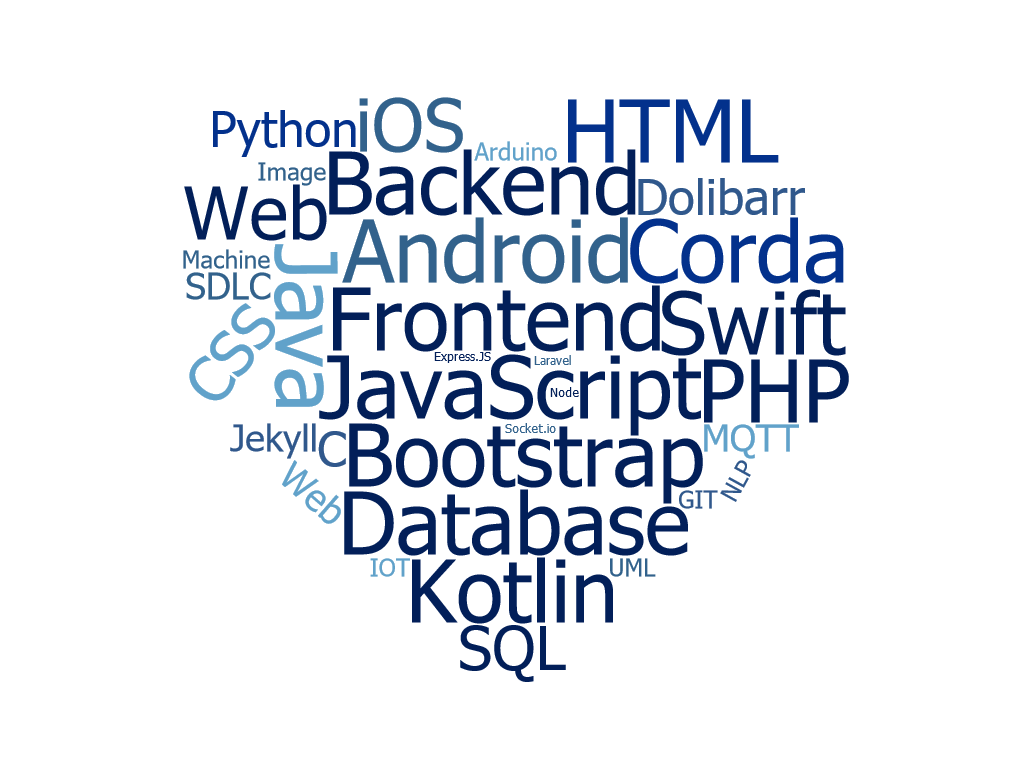 Python
iOS
HTML
Arduino
Image
Backend
Dolibarr
Web
Android
Corda
Machine
SDLC
Java
Frontend
Swift
CSS
Express.JS
Laravel
JavaScript
PHP
Node
Jekyll
C
Socket.io
Bootstrap
MQTT
Web
GIT
NLP
Database
IOT
Kotlin
UML
SQL